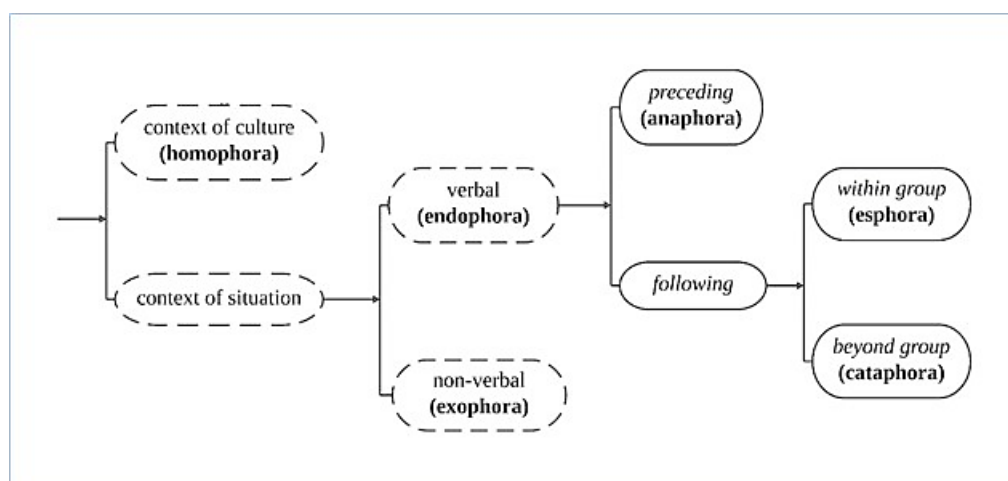 context of culture
(homophora)
context of situation
verbal
(endophora)
non-verbal
(exophora)
preceding
(anaphora)
following
within group
(esphora)
beyond group
(cataphora)